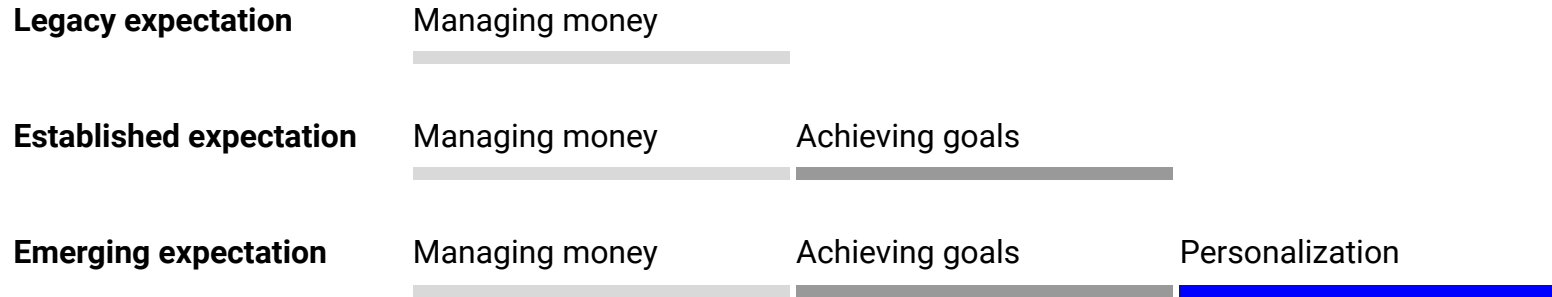 Legacy expectation Managing money
Established expectation Managing money Achieving goals
Emerging expectation Managing money Achieving goals Personalization